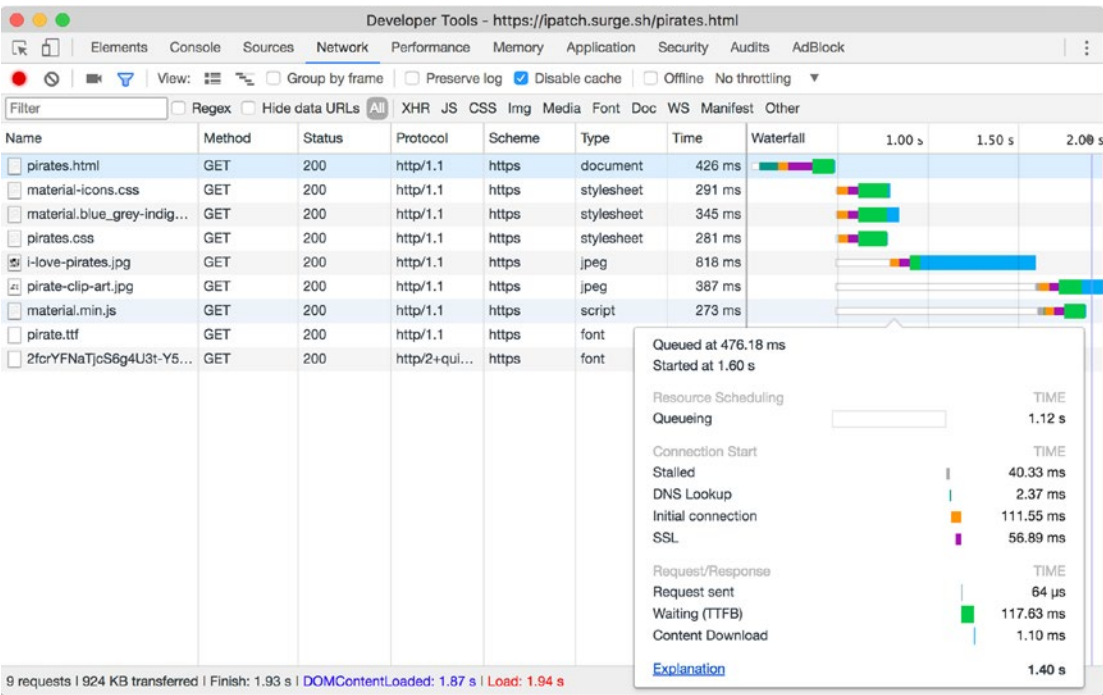 Developer Tools - https://ipatch.surge.sh/pirates.html
Elements Console Sources Network Performance Memory Application Security Audits AdBlock
View: Group by frame Preserve log Disable cache Offline No throttling
Filter Regex Hide data URLs All XHR JS CSS Img Media Font Doc WS Manifest Other
Name Method Status Protocol Scheme Type Time Waterfall 1.00 s 1.50 s 2.00 s
pirates.html GET 200 http/1.1 https document 426 ms
material-icons.css GET 200 http/1.1 https stylesheet 291 ms
material.blue_grey-indig... GET 200 http/1.1 https stylesheet 345 ms
pirates.css GET 200 http/1.1 https stylesheet 281 ms
i-love-pirates.jpg GET 200 http/1.1 https jpeg 818 ms
pirate-clip-art.jpg GET 200 http/1.1 https jpeg 387 ms
material.min.js GET 200 http/1.1 https script 273 ms
pirate.ttf GET 200 http/1.1 https font
2fcrYFNaTjcS6g4U3t-Y5... GET 200 http/2+qui... https font
Queued at 476.18 ms
Started at 1.60 s
Resource Scheduling TIME
Queueing 1.12 s
Connection Start TIME
Stalled 40.33 ms
DNS Lookup 2.37 ms
Initial connection 111.55 ms
SSL 56.89 ms
Request/Response TIME
Request sent 64 μs
Waiting (TTFB) 117.63 ms
Content Download 1.10 ms
Explanation 1.40 s
9 requests | 924 KB transferred | Finish: 1.93 s | DOMContentLoaded: 1.87 s | Load: 1.94 s